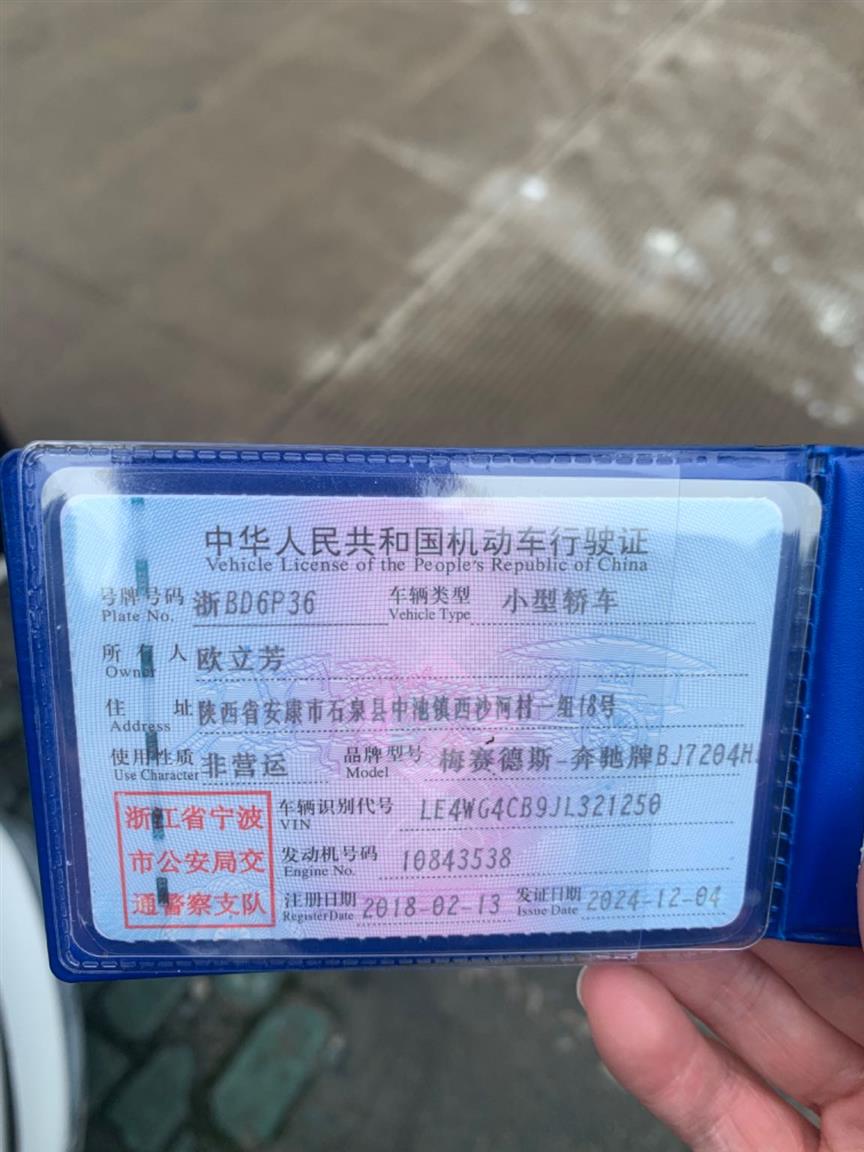 中华人民共和国机动车行驶证
Vehicle License of the People's Republic of China
号牌号码 浙BD6P36 车辆类型 小型轿车
Plate No. Vehicle Type
所有人 欧立芳
Owner
住址 陕西省安康市石泉县中池镇西沙河村一组18号
Address
使用性质 非营运 品牌型号 梅赛德斯-奔驰牌BJ7204H
Use Character Model
浙江省宁波
市公安局交
通警察支队
车辆识别代号 LE4WG4CB9JL321250
VIN
发动机号码 10843538
Engine No.
注册日期 2018-02-13 发证日期 2024-12-04
Register Date Issue Date